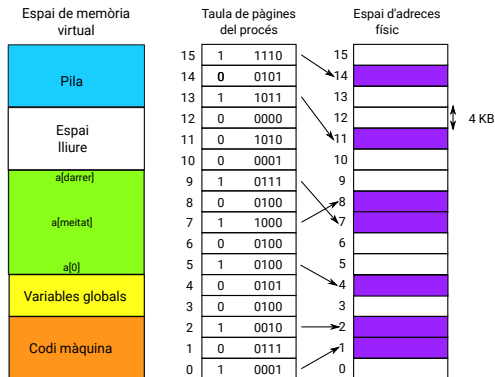 Espai de memòria
virtual
Pila
Espai
lliure
a[darrer]
a[meitat]
a[0]
Variables globals
Codi màquina
Taula de pàgines
del procés
15 1 1110
14 0 0101
13 1 1011
12 0 0000
11 0 1010
10 0 0001
9 1 0111
8 0 0100
7 1 1000
6 0 0100
5 1 0100
4 0 0101
3 0 0100
2 1 0010
1 0 0111
0 1 0001
Espai d'adreces
físic
15
14
13
12
11
10
9
8
7
6
5
4
3
2
1
0
4 KB